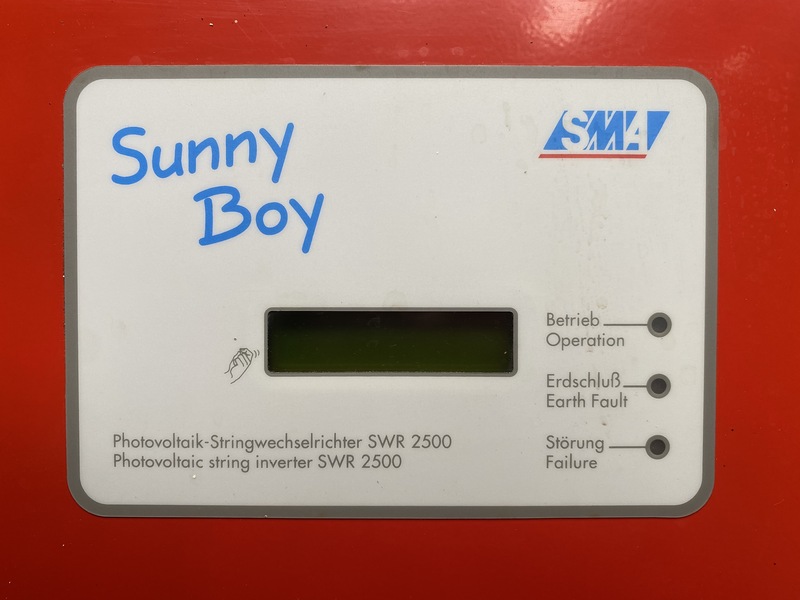 Sunny
Boy
SMA
Betrieb
Operation
Erdschluß
Earth Fault
Störung
Failure
Photovoltaik-Stringwechselrichter SWR 2500
Photovoltaic string inverter SWR 2500